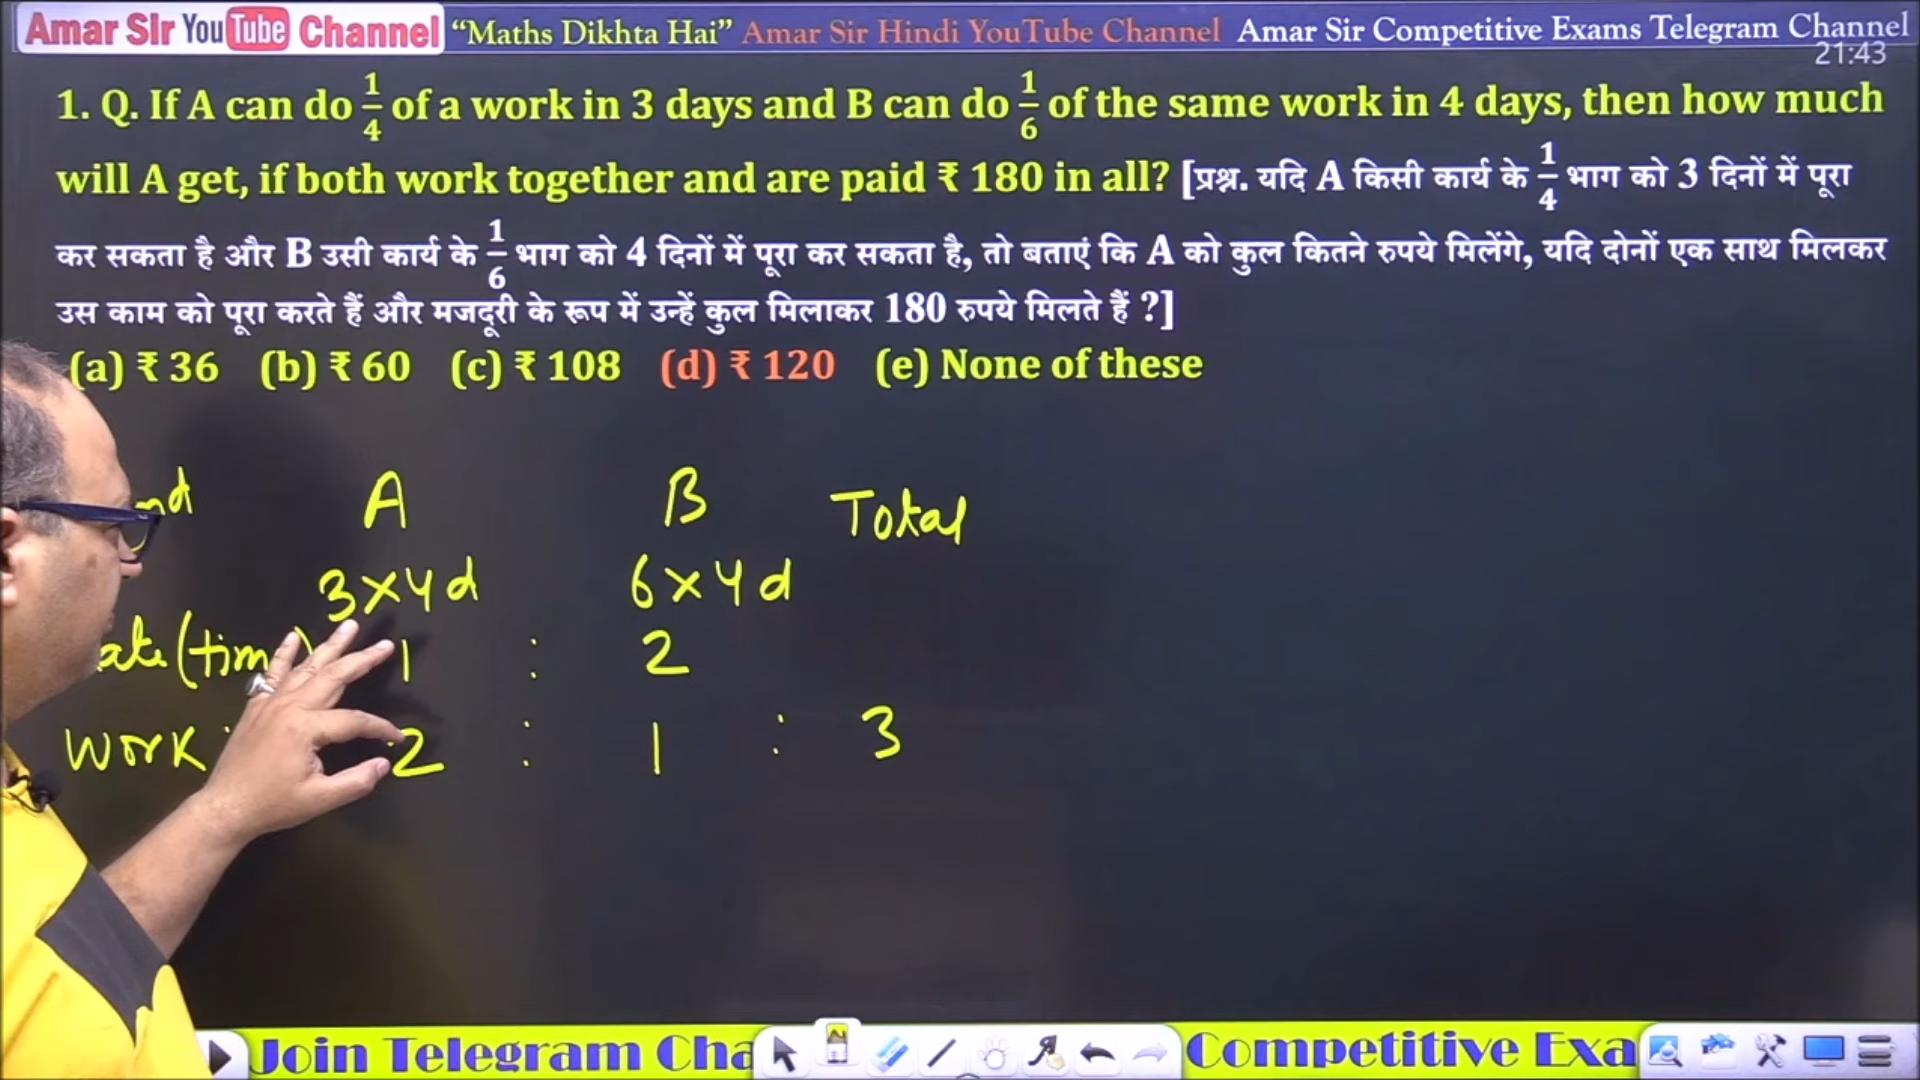 Amar Sir YouTube Channel "Maths Dikhta Hai" Amar Sir Hindi YouTube Channel Amar Sir Competitive Exams Telegram Channel
21:43
1. Q. If A can do 1/4 of a work in 3 days and B can do 1/6 of the same work in 4 days, then how much
will A get, if both work together and are paid ₹ 180 in all? [प्रश्न. यदि A किसी कार्य के 1/4 भाग को 3 दिनों में पूरा
कर सकता है और B उसी कार्य के 1/6 भाग को 4 दिनों में पूरा कर सकता है, तो बताएं कि A को कुल कितने रुपये मिलेंगे, यदि दोनों एक साथ मिलकर
उस काम को पूरा करते हैं और मजदूरी के रूप में उन्हें कुल मिलाकर 180 रुपये मिलते हैं ?]
(a) ₹ 36 (b) ₹ 60 (c) ₹ 108 (d) ₹ 120 (e) None of these
A B Total
3×4d 6×4d
1 : 2
Work : 2 : 1 : 3
Join Telegram Competitive